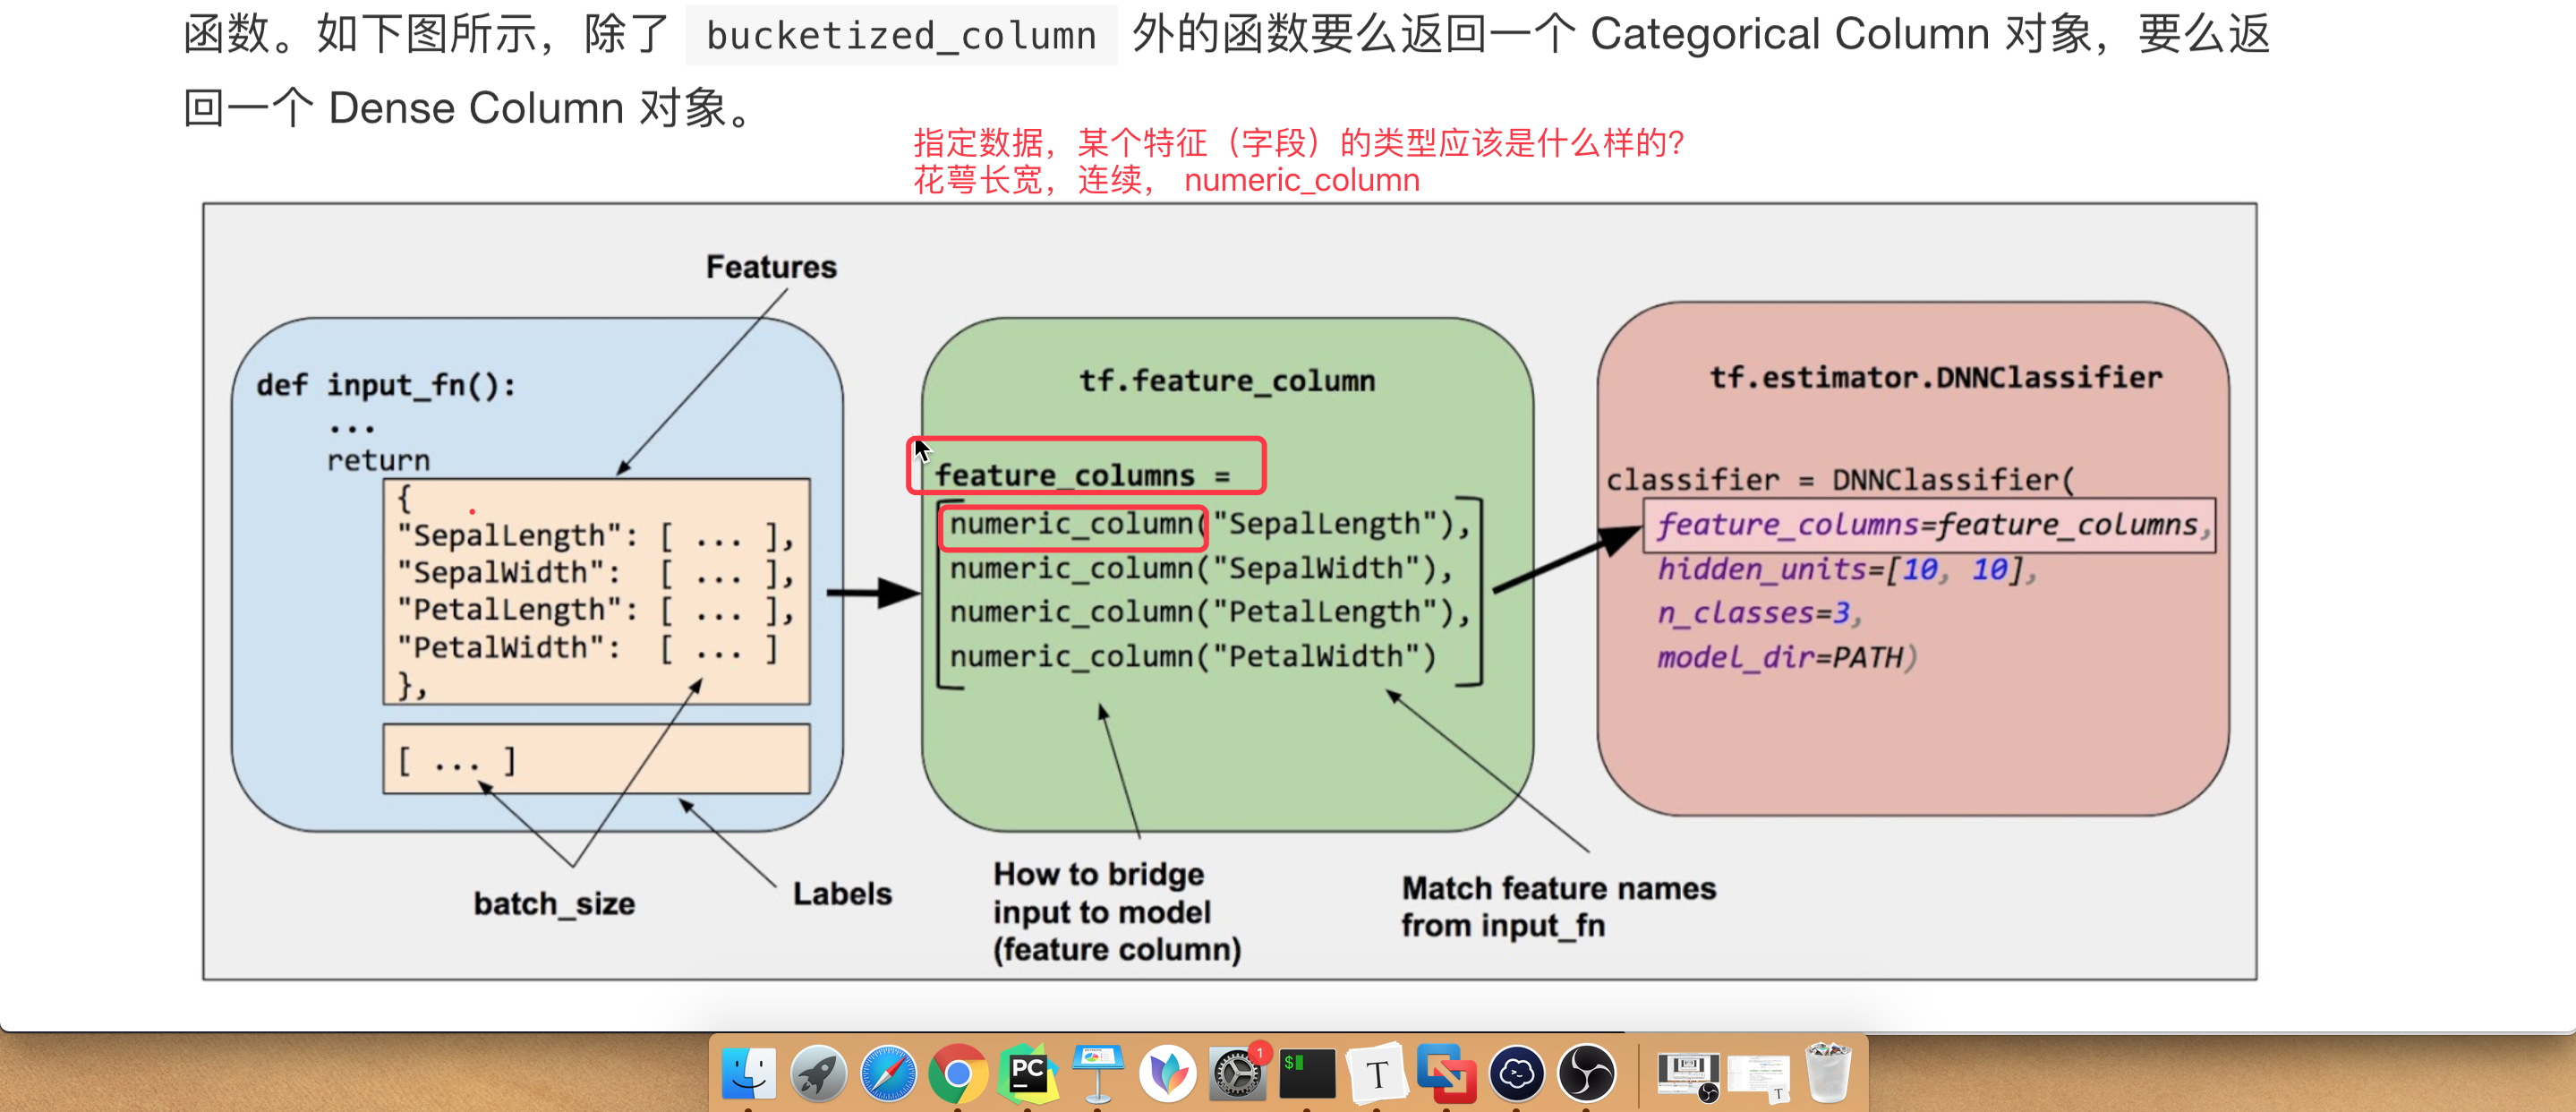 函数。如下图所示，除了 bucketized_column 外的函数要么返回一个 Categorical Column 对象，要么返
回一个 Dense Column 对象。
指定数据，某个特征（字段）的类型应该是什么样的?
花萼长宽，连续， numeric_column
Features
def input_fn():
...
return
{
"SepalLength": [ ... ],
"SepalWidth": [ ... ],
"PetalLength": [ ... ],
"PetalWidth": [ ... ]
},
[ ... ]
batch_size
Labels
tf.feature_column
feature_columns =
[numeric_column("SepalLength"),
numeric_column("SepalWidth"),
numeric_column("PetalLength"),
numeric_column("PetalWidth")]
How to bridge
input to model
(feature column)
Match feature names
from input_fn
tf.estimator.DNNClassifier
classifier = DNNClassifier(
feature_columns=feature_columns,
hidden_units=[10, 10],
n_classes=3,
model_dir=PATH)
PC
1
$
T
T